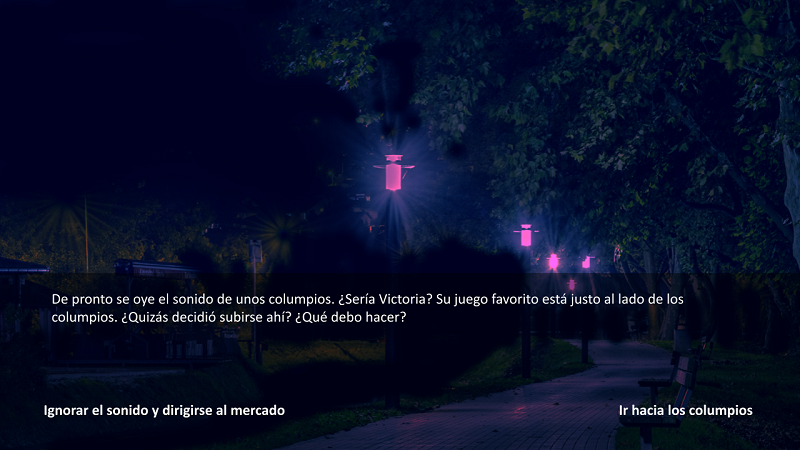 De pronto se oye el sonido de unos columpios. ¿Sería Victoria? Su juego favorito está justo al lado de los
columpios. ¿Quizás decidió subirse ahí? ¿Qué debo hacer?
Ignorar el sonido y dirigirse al mercado
Ir hacia los columpios